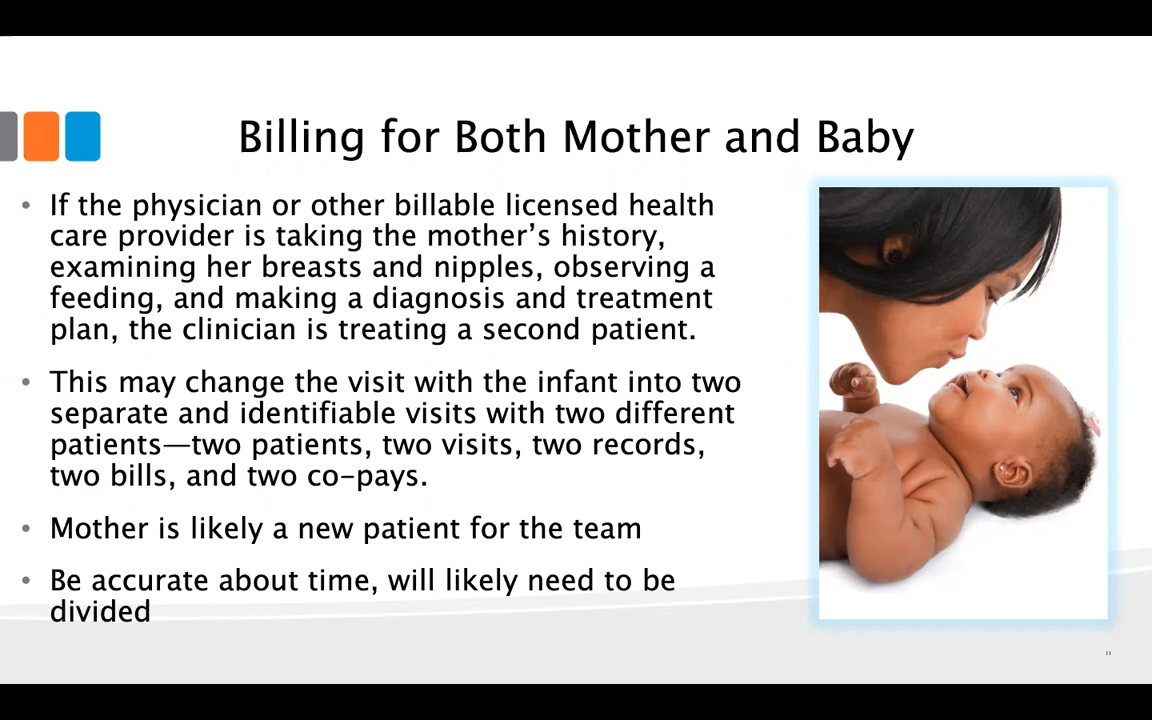 Billing for Both Mother and Baby
• If the physician or other billable licensed health
care provider is taking the mother’s history,
examining her breasts and nipples, observing a
feeding, and making a diagnosis and treatment
plan, the clinician is treating a second patient.
• This may change the visit with the infant into two
separate and identifiable visits with two different
patients—two patients, two visits, two records,
two bills, and two co-pays.
• Mother is likely a new patient for the team
• Be accurate about time, will likely need to be
divided